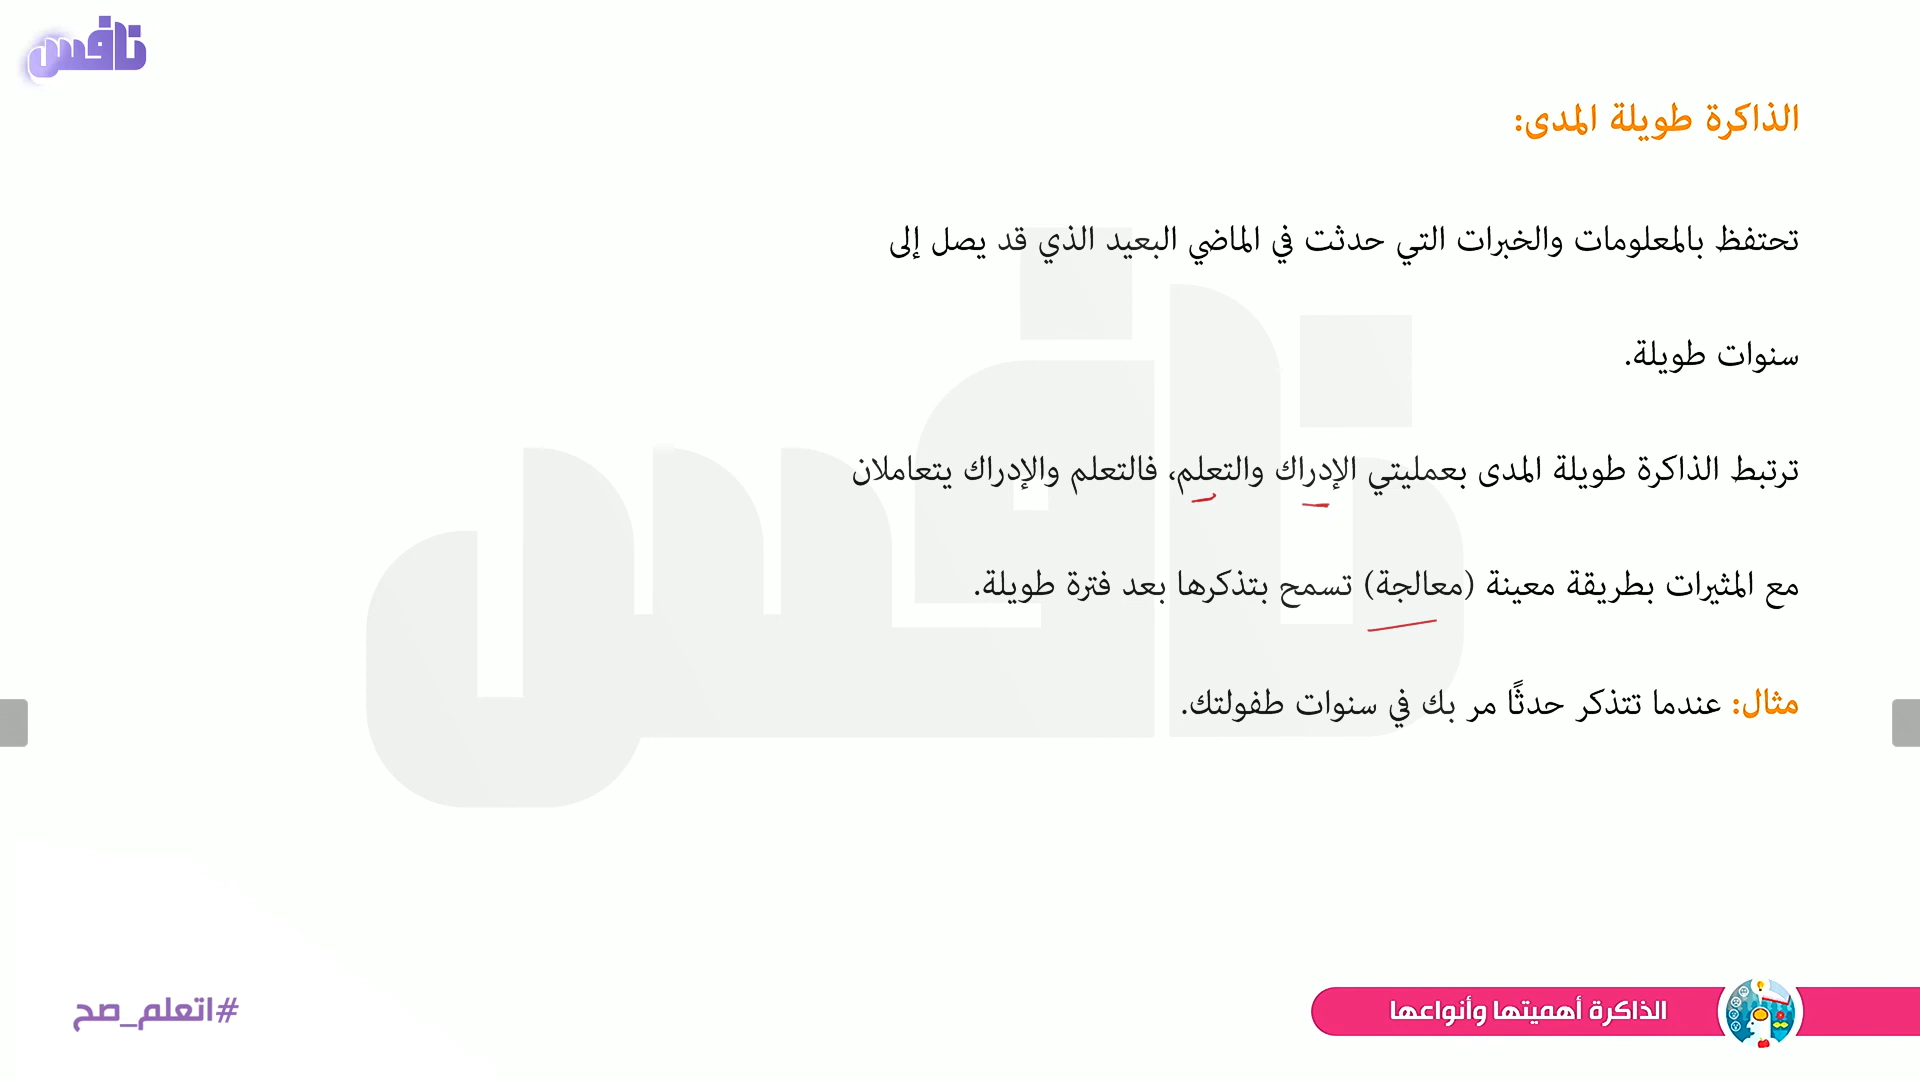 نافس
الذاكرة طويلة المدى:
تحتفظ بالمعلومات والخبرات التي حدثت في الماضي البعيد الذي قد يصل إلى
سنوات طويلة.
ترتبط الذاكرة طويلة المدى بعمليتي الإدراك والتعلم، فالتعلم والإدراك يتعاملان
مع المثيرات بطريقة معينة (معالجة) تسمح بتذكرها بعد فترة طويلة.
مثال: عندما تتذكر حدثًا مر بك في سنوات طفولتك.
نافس
الذاكرة أهميتها وأنواعها
#اتعلم_صح